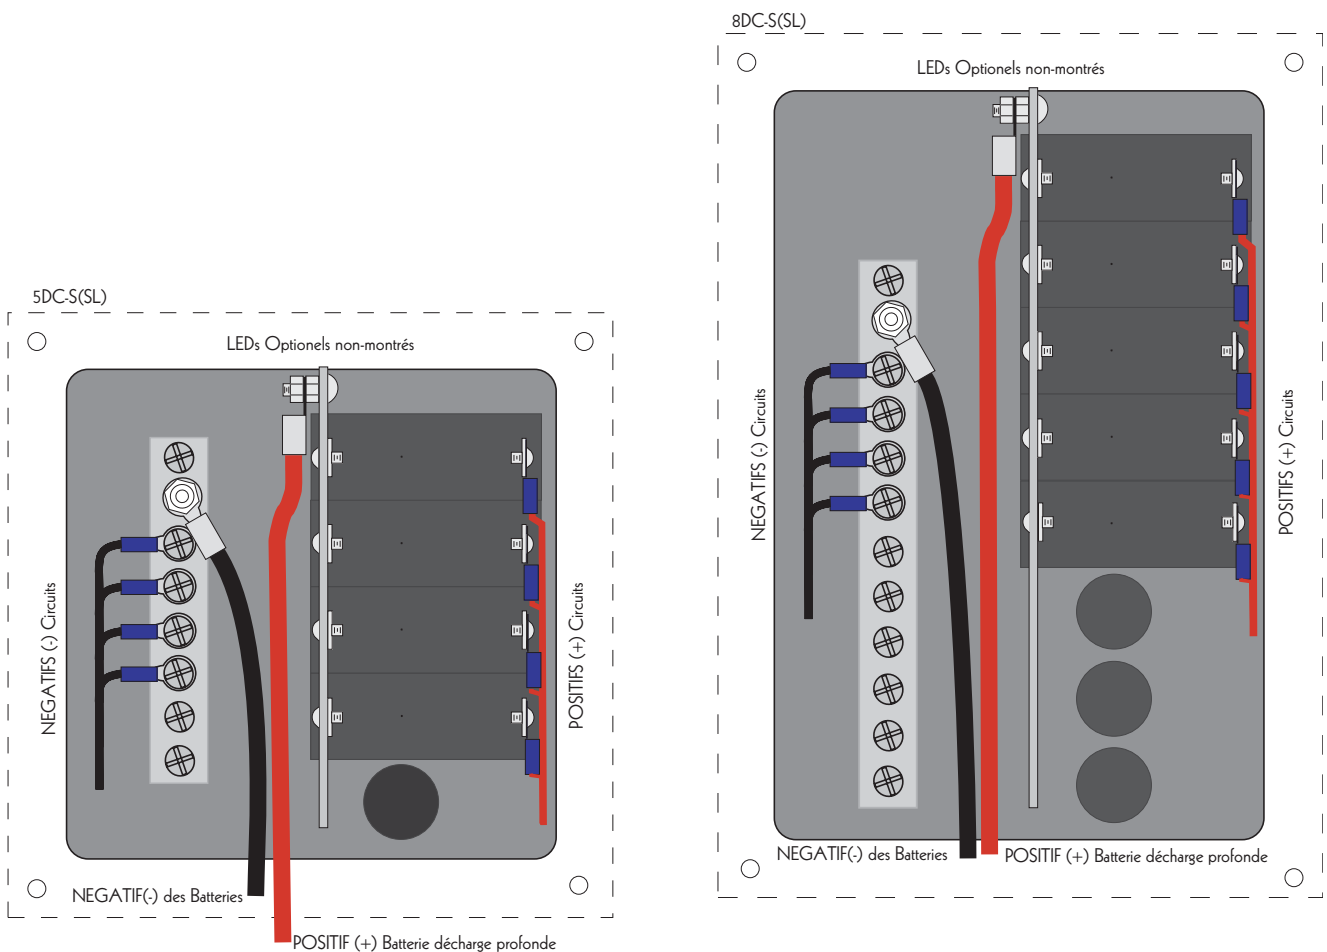 8DC-S(SL)
LEDs Optionels non-montrés
NEGATIFS (-) Circuits
POSITIFS (+) Circuits
NEGATIF(-) des Batteries
POSITIF (+) Batterie décharge profonde
5DC-S(SL)
LEDs Optionels non-montrés
NEGATIFS (-) Circuits
POSITIFS (+) Circuits
NEGATIF(-) des Batteries
POSITIF (+) Batterie décharge profonde